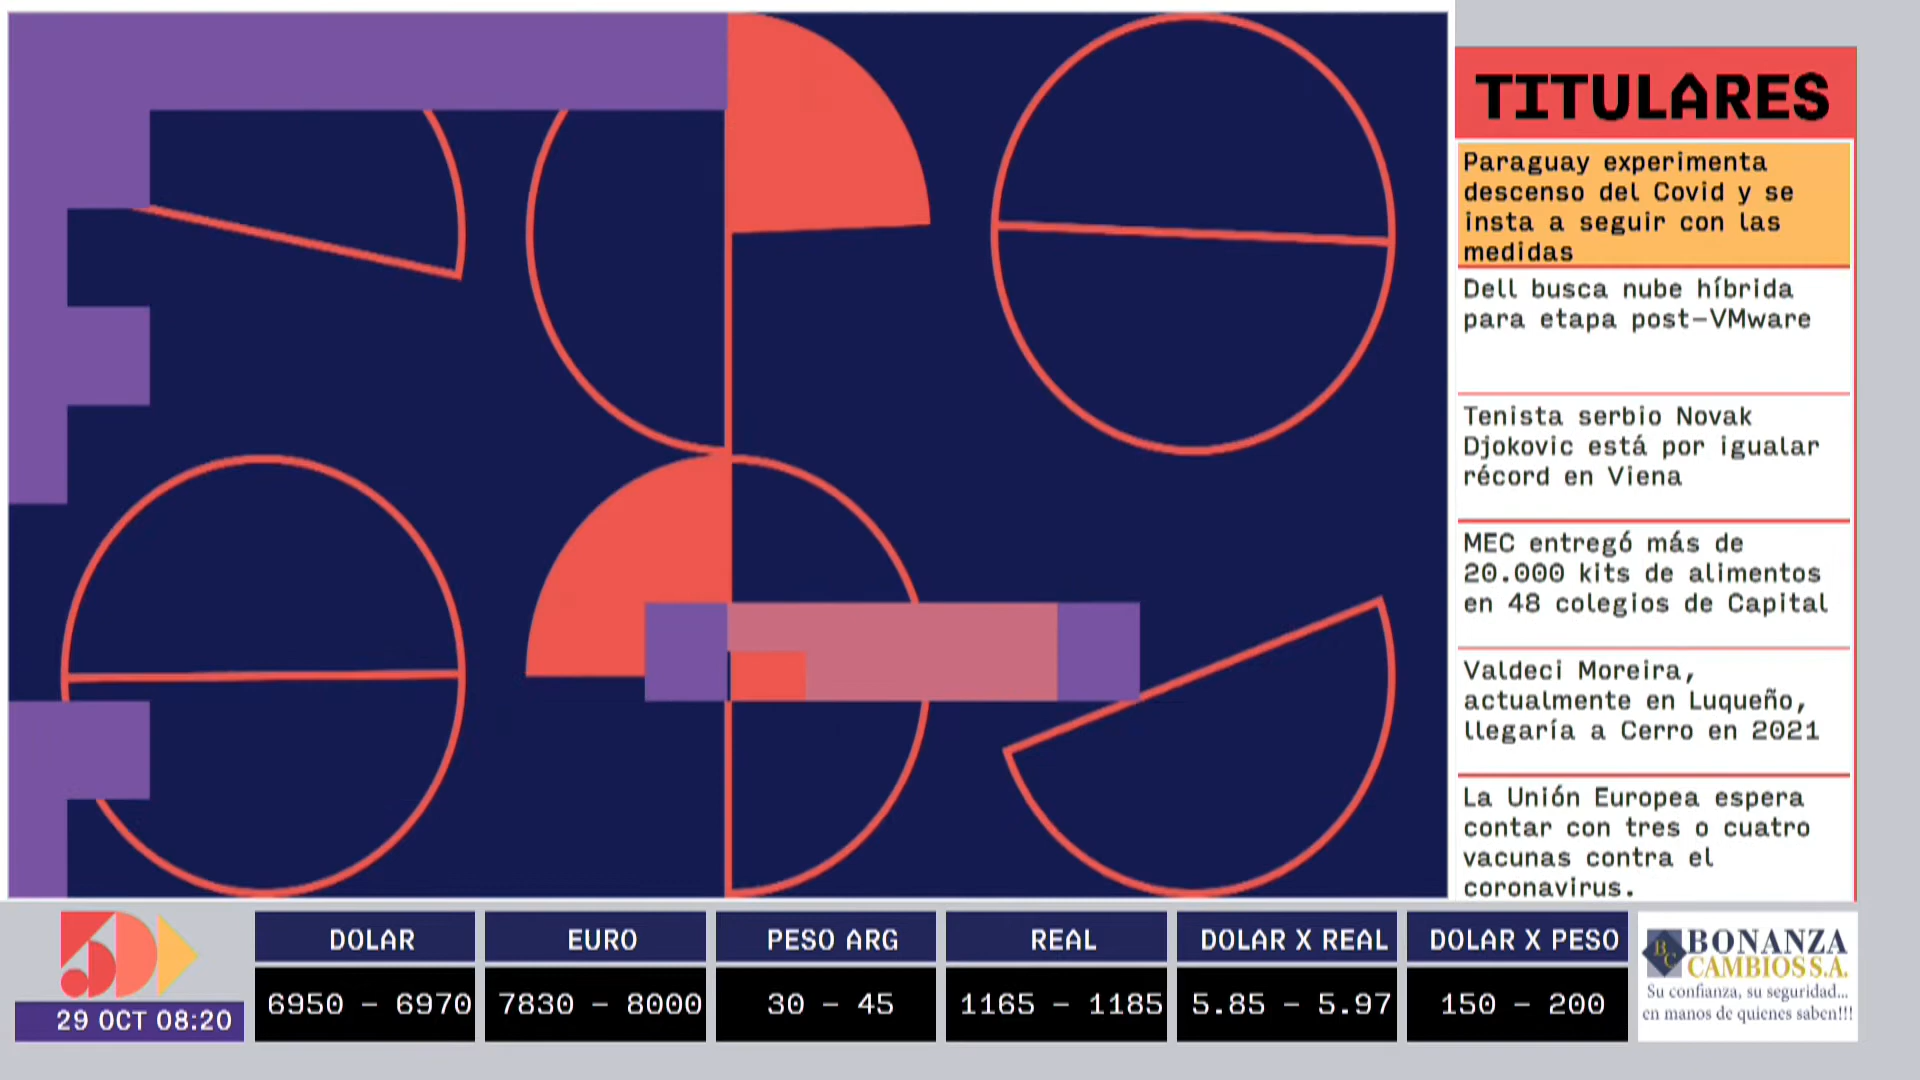 TITULARES
Paraguay experimenta
descenso del Covid y se
insta a seguir con las
medidas
Dell busca nube híbrida
para etapa post-VMware
Tenista serbio Novak
Djokovic está por igualar
récord en Viena
MEC entregó más de
20.000 kits de alimentos
en 48 colegios de Capital
Valdeci Moreira,
actualmente en Luqueño,
llegaría a Cerro en 2021
La Unión Europea espera
contar con tres o cuatro
vacunas contra el
coronavirus.
5D
29 OCT 08:20
DOLAR
6950 - 6970
EURO
7830 - 8000
PESO ARG
30 - 45
REAL
1165 - 1185
DOLAR X REAL
5.85 - 5.97
DOLAR X PESO
150 - 200
BC
BONANZA
CAMBIOS S.A.
Su confianza, su seguridad...
en manos de quienes saben!!!